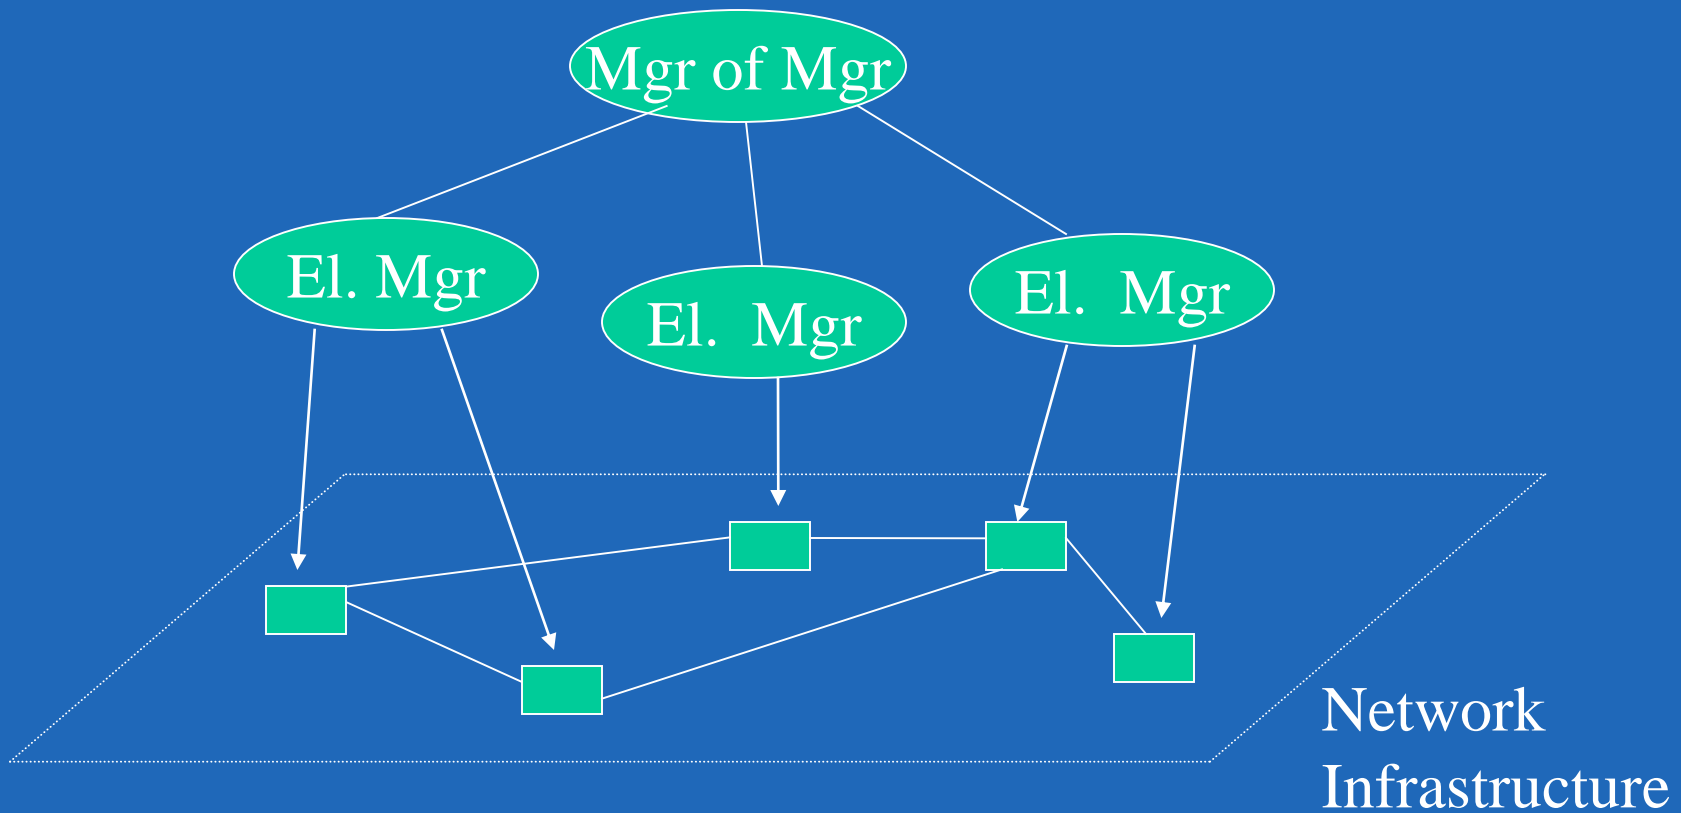 Mgr of Mgr
El. Mgr
El.  Mgr
El.  Mgr
Network
Infrastructure